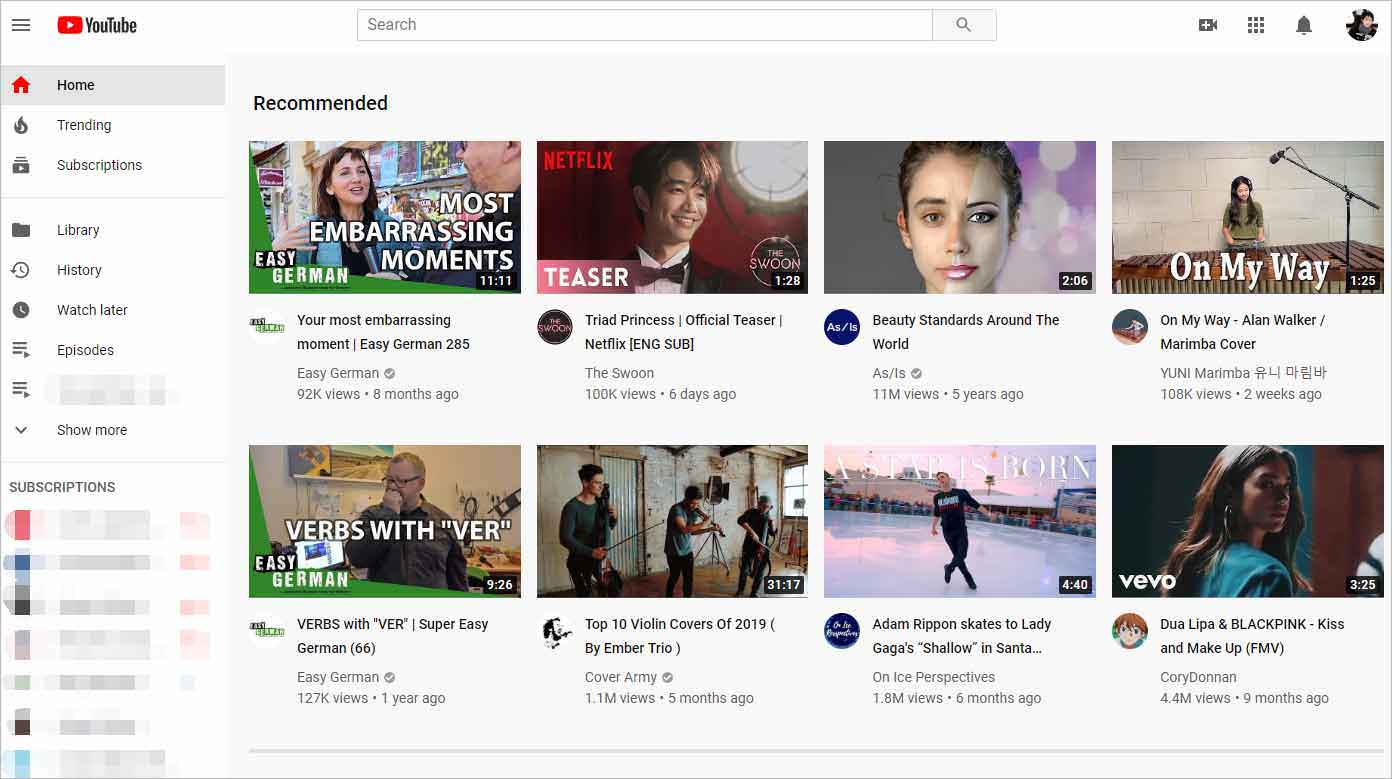 YouTube
Search
Home
Trending
Subscriptions
Library
History
Watch later
Episodes
Show more
SUBSCRIPTIONS
Recommended
MOST
EMBARRASSING
MOMENTS
EASY
GERMAN
11:11
Your most embarrassing
moment | Easy German 285
Easy German
92K views • 8 months ago
NETFLIX
TEASER
THE
SWOON
1:28
THE
SWOON
Triad Princess | Official Teaser |
Netflix [ENG SUB]
The Swoon
100K views • 6 days ago
2:06
As/Is
Beauty Standards Around The
World
As/Is
11M views • 5 years ago
On My Way
1:25
On My Way - Alan Walker /
Marimba Cover
YUNI Marimba 유니 마림바
108K views • 2 weeks ago
VERBS WITH "VER"
EASY
GERMAN
9:26
VERBS with "VER" | Super Easy
German (66)
Easy German
127K views • 1 year ago
31:17
Top 10 Violin Covers Of 2019 (
By Ember Trio )
Cover Army
1.1M views • 5 months ago
A STAR IS BORN
4:40
On Ice
Perspectives
Adam Rippon skates to Lady
Gaga's “Shallow” in Santa...
On Ice Perspectives
1.8M views • 6 months ago
vevo
3:25
Dua Lipa & BLACKPINK - Kiss
and Make Up (FMV)
CoryDonnan
4.4M views • 9 months ago